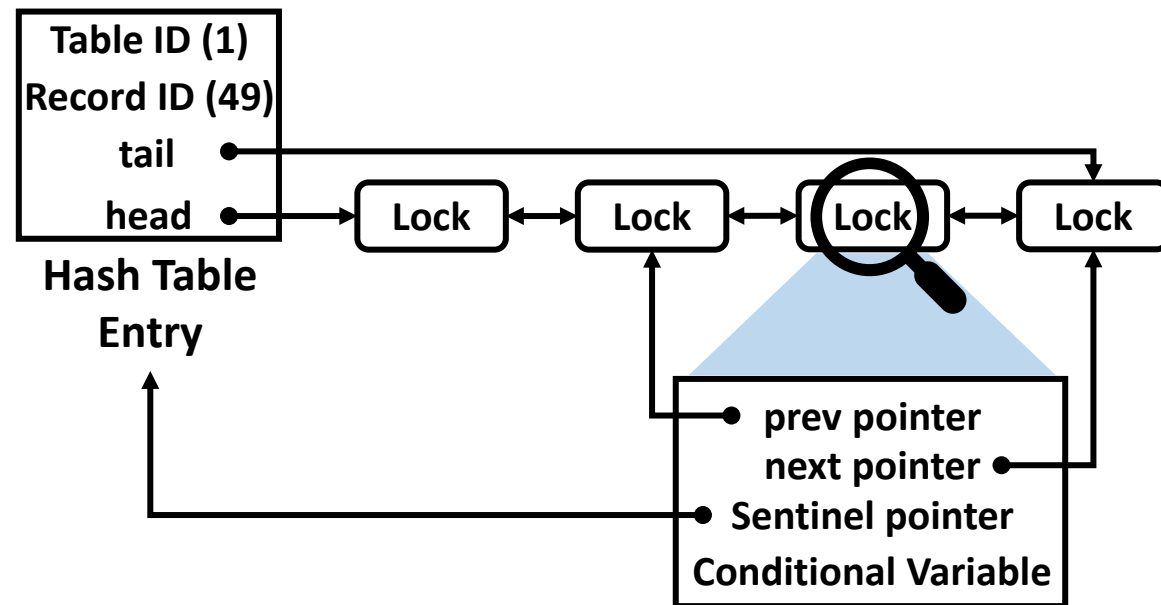 Table ID (1)
Record ID (49)
tail
head
Lock
Lock
Lock
Lock
Hash Table
Entry
prev pointer
next pointer
Sentinel pointer
Conditional Variable